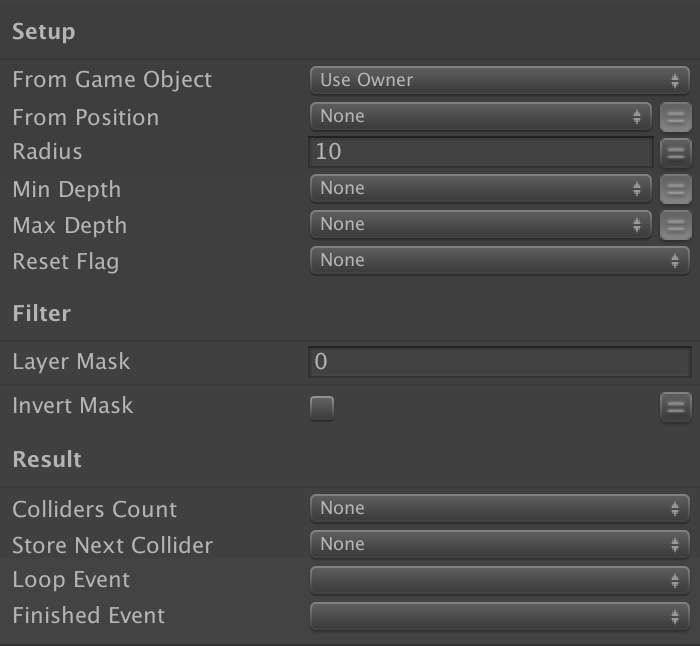 Setup
From Game Object Use Owner
From Position None
Radius 10
Min Depth None
Max Depth None
Reset Flag None
Filter
Layer Mask 0
Invert Mask
Result
Colliders Count None
Store Next Collider None
Loop Event
Finished Event